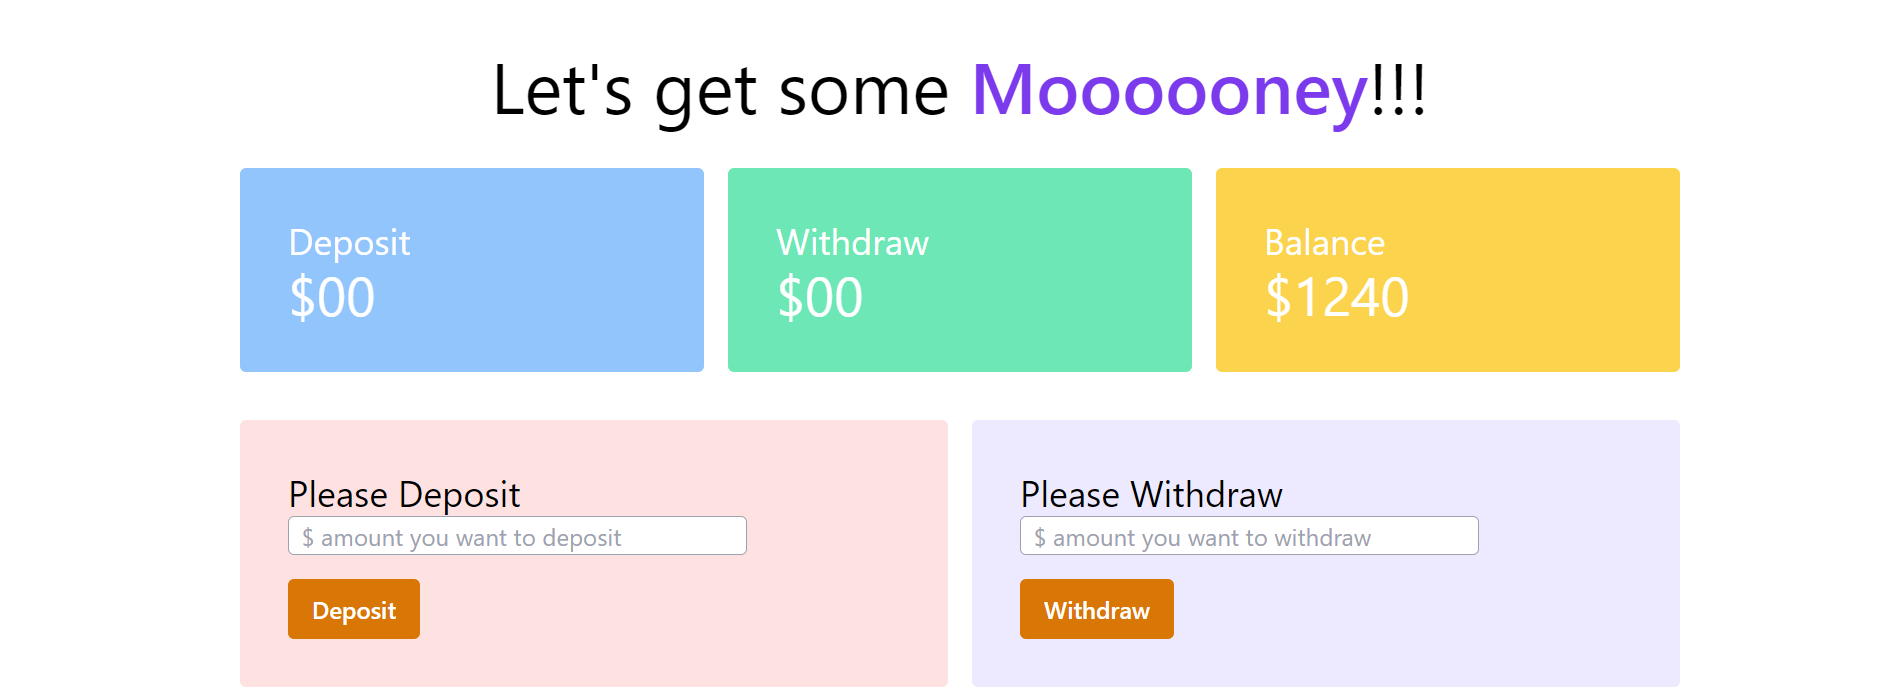 Let's get some Moooooney!!!
Deposit
$00
Withdraw
$00
Balance
$1240
Please Deposit
$ amount you want to deposit
Deposit
Please Withdraw
$ amount you want to withdraw
Withdraw